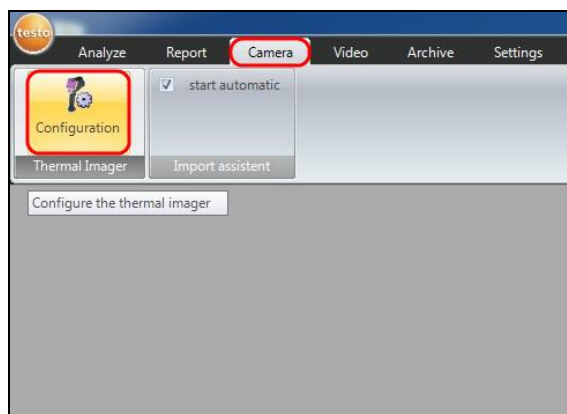 testo
Analyze Report Camera Video Archive Settings
start automatic
Configuration
Thermal Imager Import assistent
Configure the thermal imager